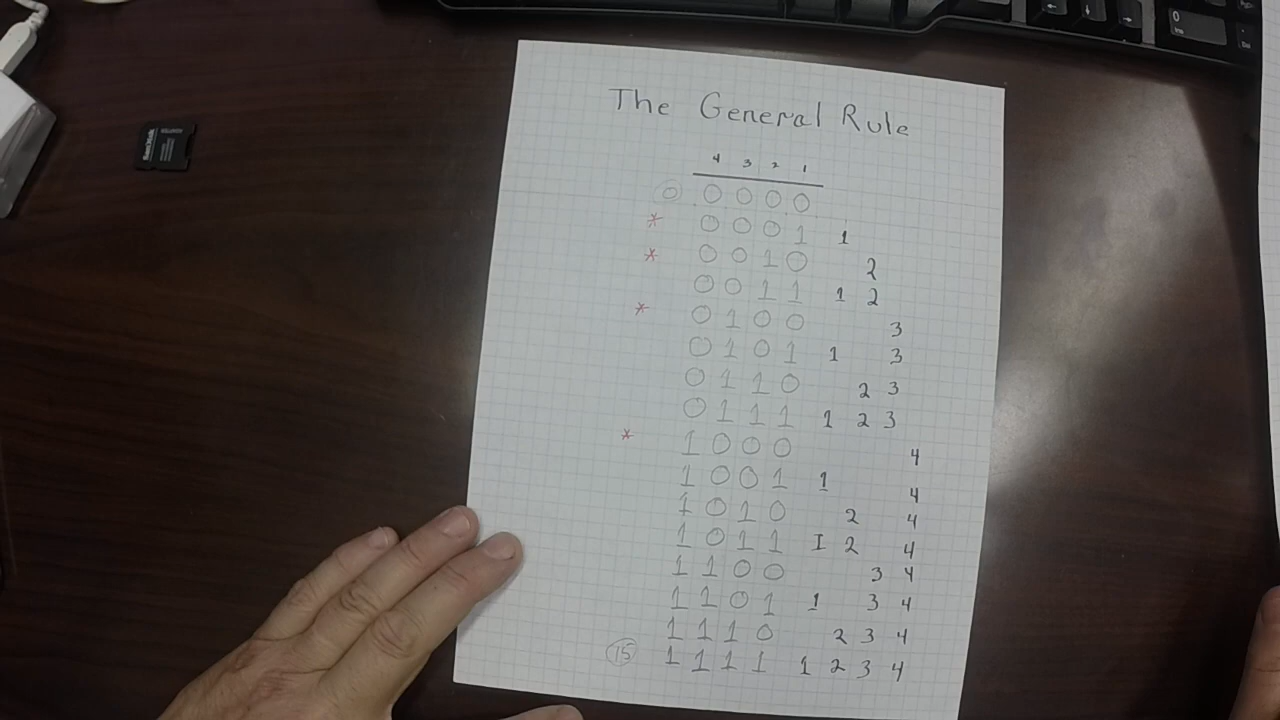 The General Rule
4 3 2 1
0 0 0 0 0
* 0 0 0 1 1
* 0 0 1 0 2
0 0 1 1 1 2
* 0 1 0 0 3
0 1 0 1 1 3
0 1 1 0 2 3
0 1 1 1 1 2 3
* 1 0 0 0 4
1 0 0 1 1 4
1 0 1 0 2 4
1 0 1 1 1 2 4
1 1 0 0 3 4
1 1 0 1 1 3 4
1 1 1 0 2 3 4
15 1 1 1 1 1 2 3 4
SanDisk
0
Ins